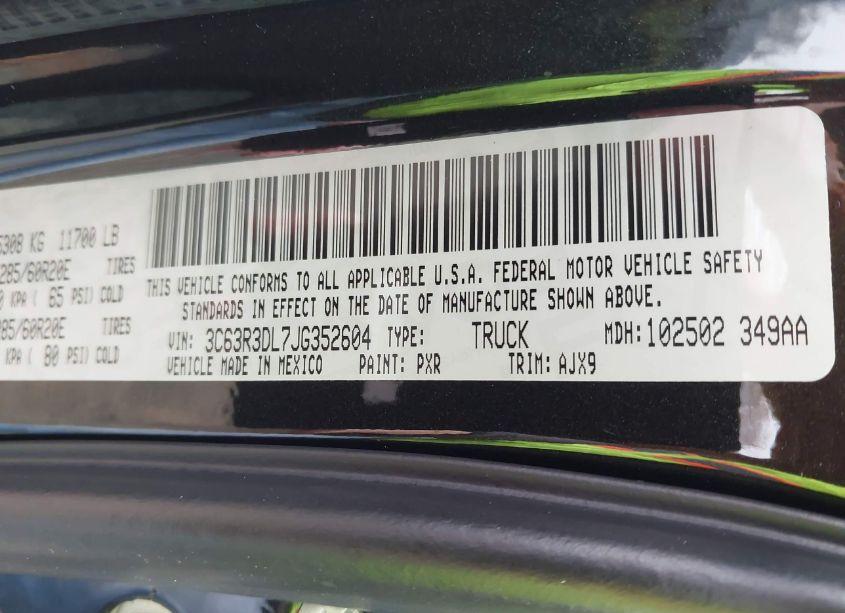 6308 KG 11700 LB
285/60R20E TIRES
0 KPA ( 65 PSI) COLD
285/60R20E TIRES
KPA ( 80 PSI) COLD
THIS VEHICLE CONFORMS TO ALL APPLICABLE U.S.A. FEDERAL MOTOR VEHICLE SAFETY
STANDARDS IN EFFECT ON THE DATE OF MANUFACTURE SHOWN ABOVE.
VIN: 3C63R3DL7JG352604 TYPE: TRUCK MDH:102502 349AA
VEHICLE MADE IN MEXICO PAINT: PXR TRIM: AJX9